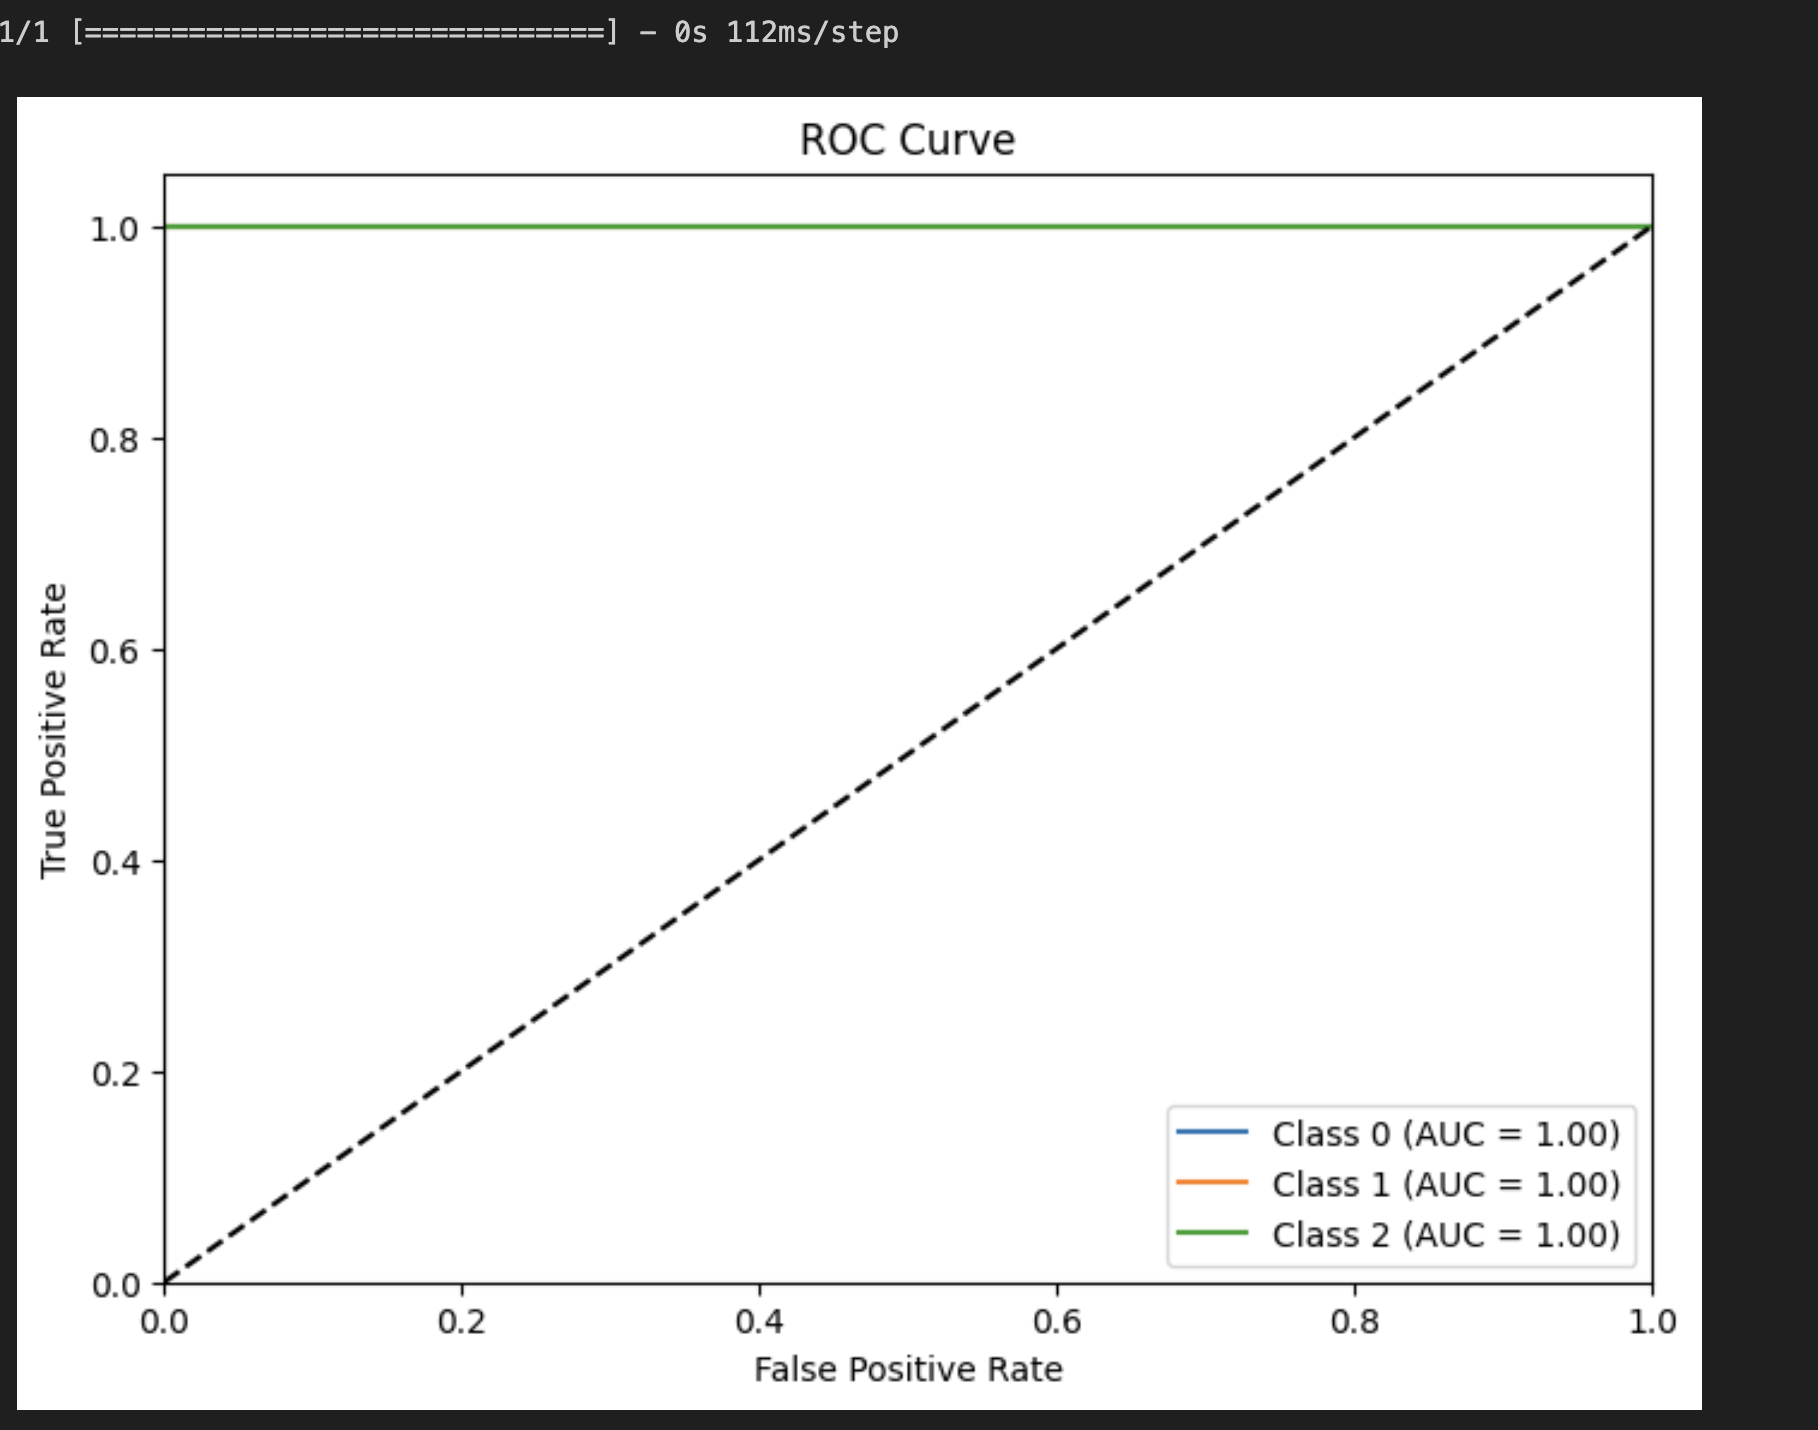 1/1 [==============================] - 0s 112ms/step
ROC Curve
1.0
0.8
0.6
0.4
0.2
0.0
True Positive Rate
Class 0 (AUC = 1.00)
Class 1 (AUC = 1.00)
Class 2 (AUC = 1.00)
0.0 0.2 0.4 0.6 0.8 1.0
False Positive Rate